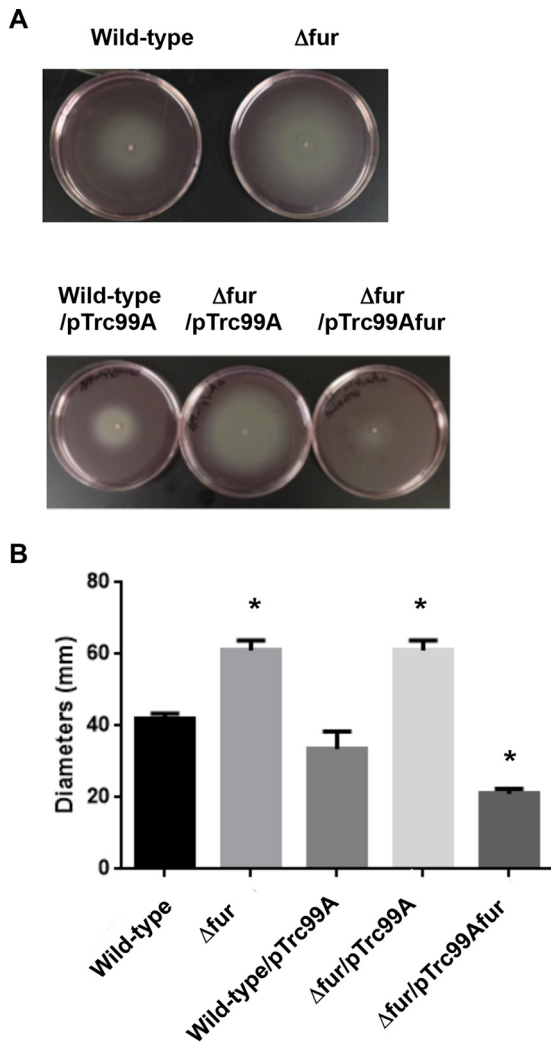 A
Wild-type Δfur
Wild-type Δfur Δfur
/pTrc99A /pTrc99A /pTrc99Afur
B
80
60
40
20
0
Diameters (mm)
* * *
Wild-type
Δfur
Wild-type/pTrc99A
Δfur/pTrc99A
Δfur/pTrc99Afur